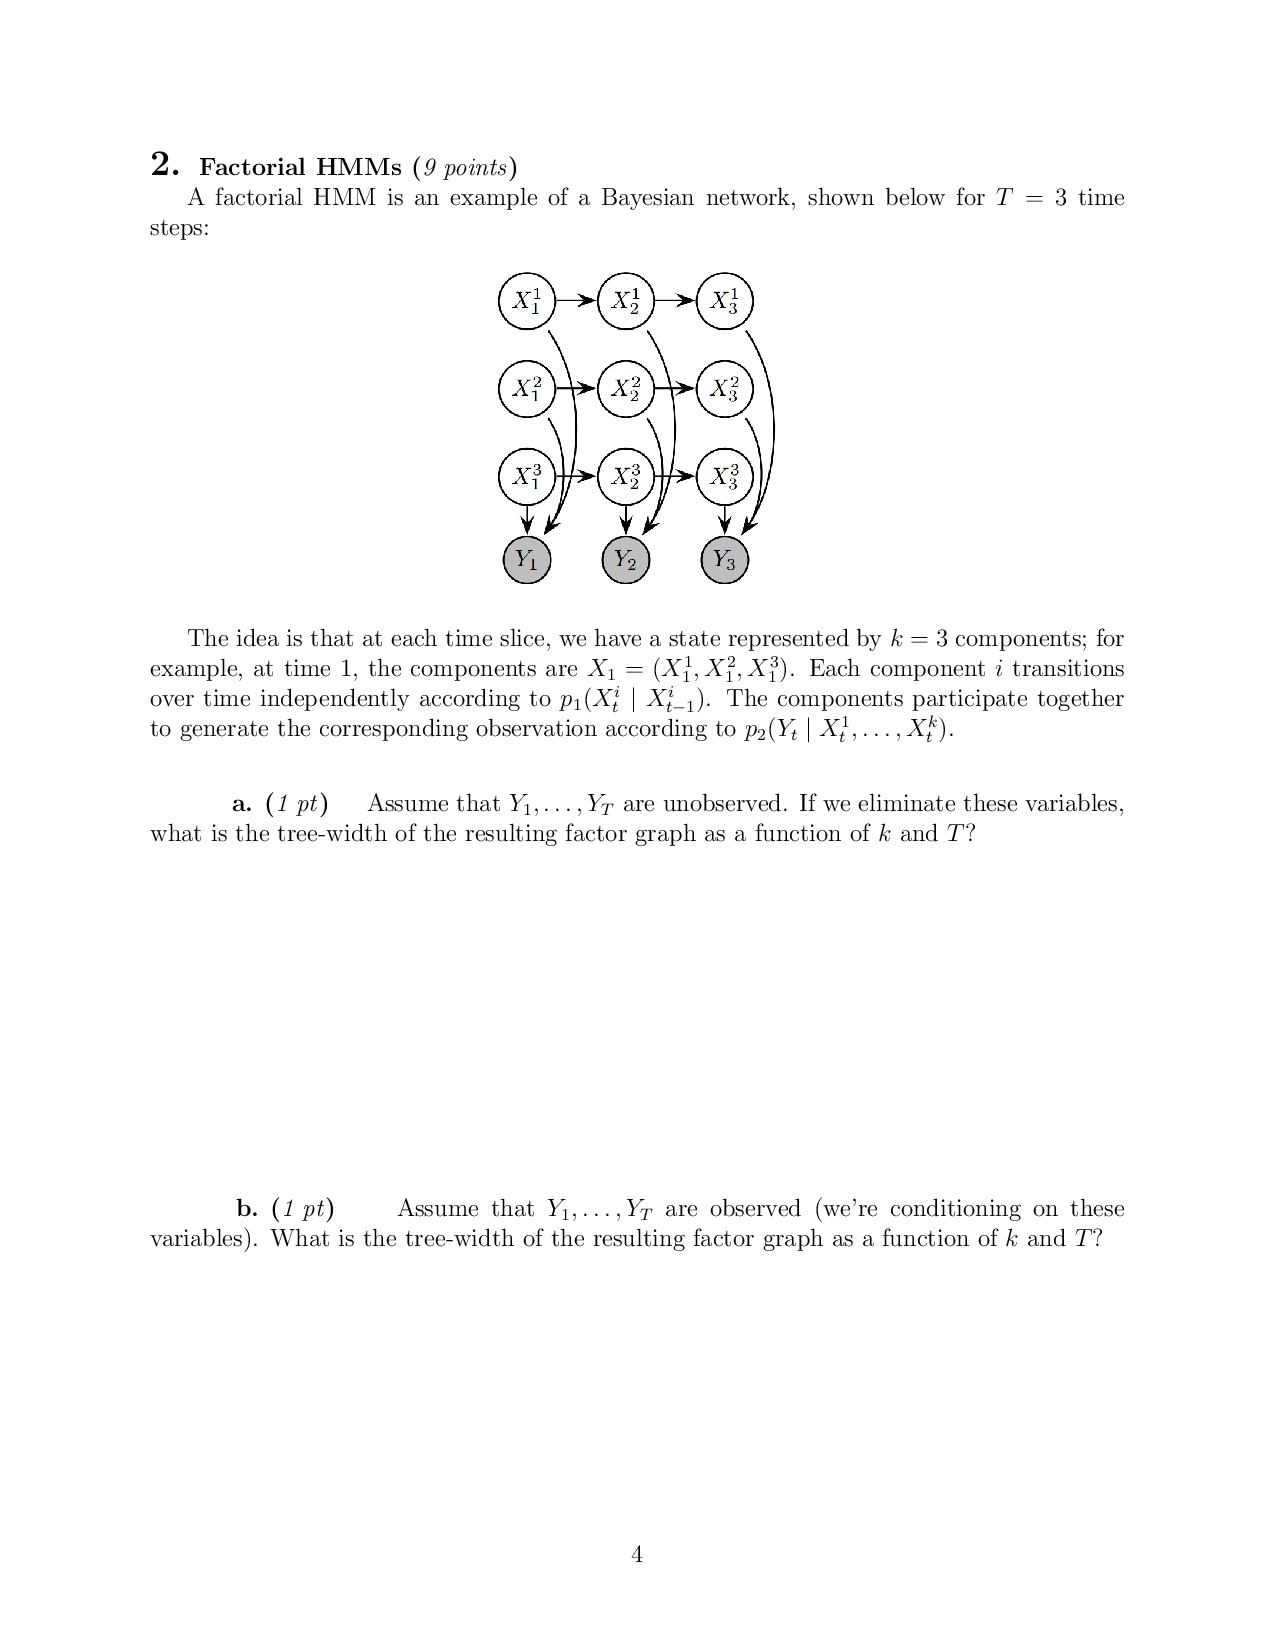 2. Factorial HMMs (9 points)
A factorial HMM is an example of a Bayesian network, shown below for T = 3 time
steps:
X_1^1 X_2^1 X_3^1
X_1^2 X_2^2 X_3^2
X_1^3 X_2^3 X_3^3
Y_1 Y_2 Y_3
The idea is that at each time slice, we have a state represented by k = 3 components; for
example, at time 1, the components are X_1 = (X_1^1, X_1^2, X_1^3). Each component i transitions
over time independently according to p_1(X_t^i | X_{t−1}^i). The components participate together
to generate the corresponding observation according to p_2(Y_t | X_t^1, . . . , X_t^k).
a. (1 pt) Assume that Y_1, . . . , Y_T are unobserved. If we eliminate these variables,
what is the tree-width of the resulting factor graph as a function of k and T?
b. (1 pt) Assume that Y_1, . . . , Y_T are observed (we're conditioning on these
variables). What is the tree-width of the resulting factor graph as a function of k and T?
4